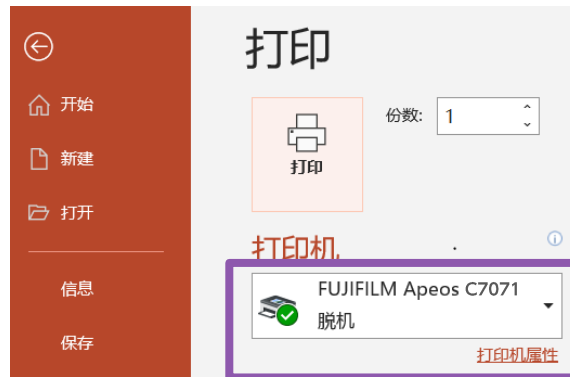 打印
开始
份数: 1
新建
打印
打开
打印机
信息
FUJIFILM Apeos C7071
脱机
保存
打印机属性